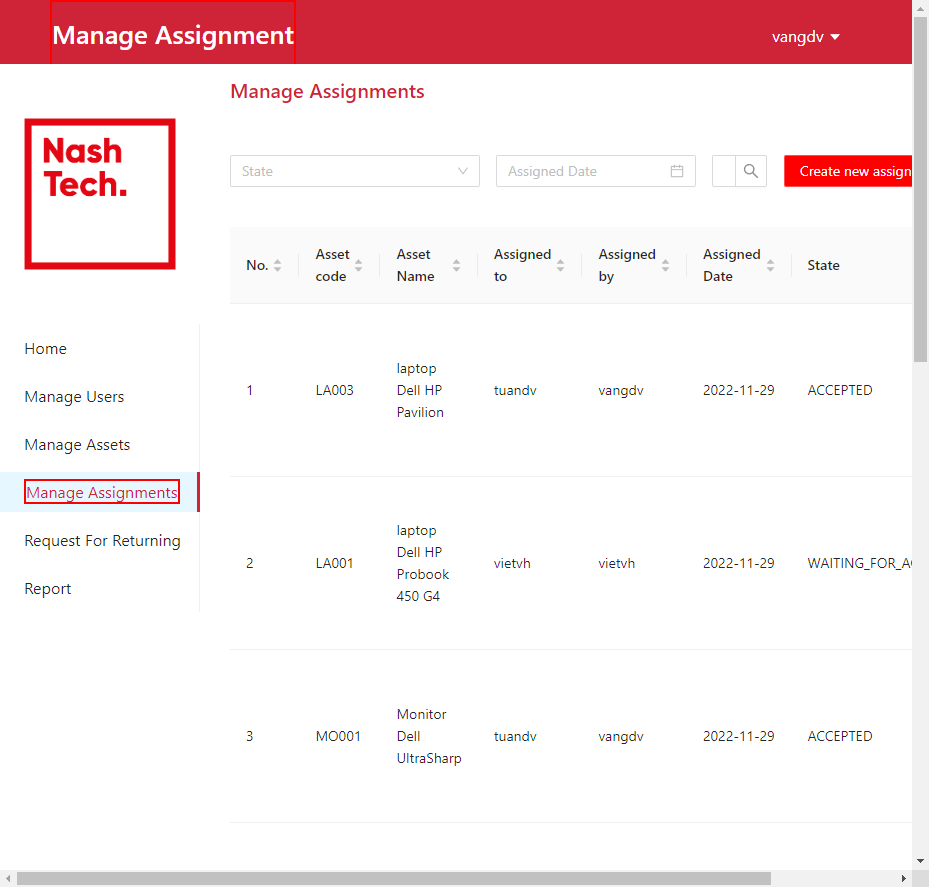 Manage Assignment
vangdv
Manage Assignments
Nash
Tech.
State
Assigned Date
Create new assign
No.
Asset code
Asset Name
Assigned to
Assigned by
Assigned Date
State
1
LA003
laptop
Dell HP
Pavilion
tuandv
vangdv
2022-11-29
ACCEPTED
2
LA001
laptop
Dell HP
Probook
450 G4
vietvh
vietvh
2022-11-29
WAITING_FOR_A
3
MO001
Monitor
Dell
UltraSharp
tuandv
vangdv
2022-11-29
ACCEPTED
Home
Manage Users
Manage Assets
Manage Assignments
Request For Returning
Report